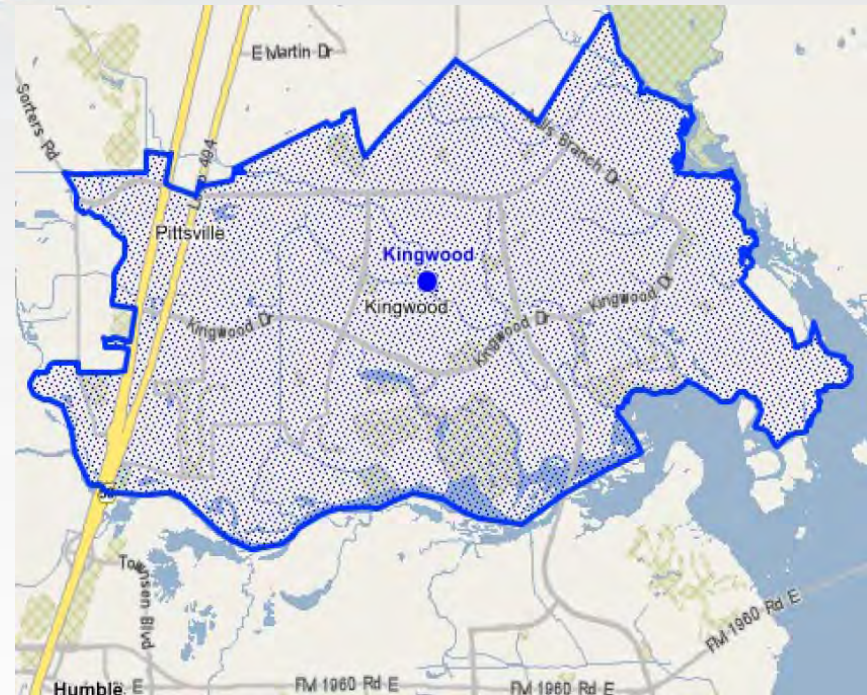 E Martin Dr
Sorters Rd
494
Mills Branch Dr
Pittsville
Kingwood
Kingwood
Kingwood Dr
Kingwood Dr
Kingwood Dr
59
Townsen Blvd
FM 1960 Rd E
Humble
E
FM 1960 Rd E
FM 1960 Rd E